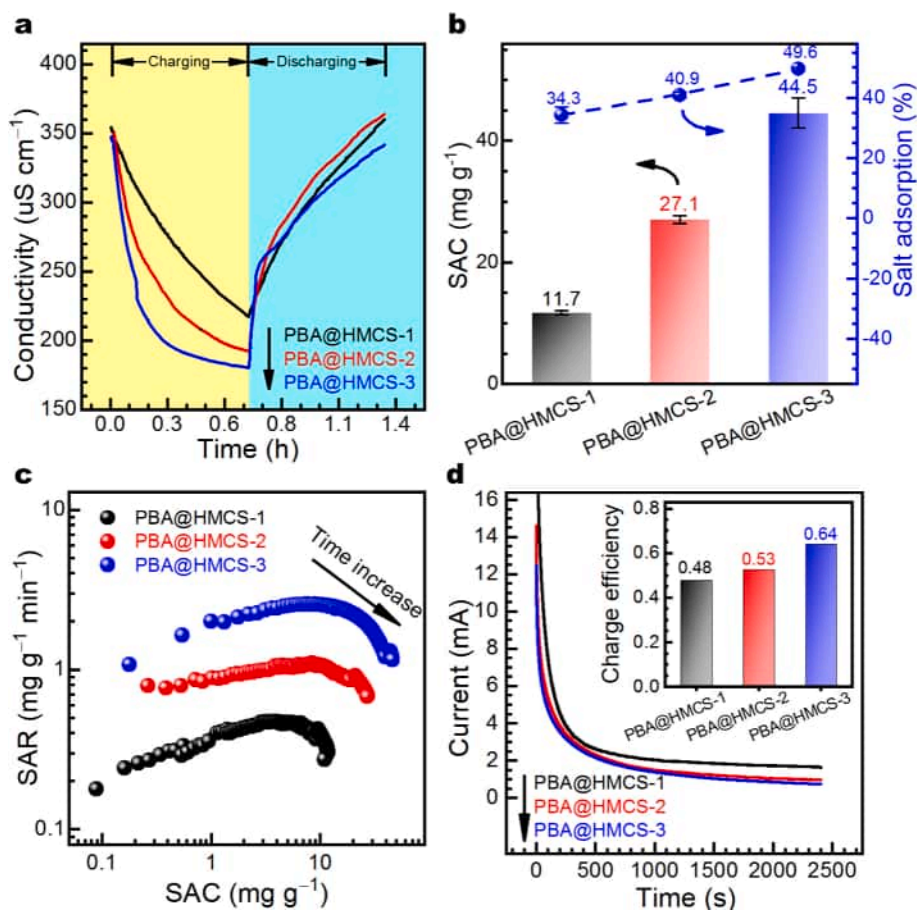 a
Charging
Discharging
Conductivity (uS cm⁻¹)
400
350
300
250
200
150
PBA@HMCS-1
PBA@HMCS-2
PBA@HMCS-3
0.0 0.3 0.6 0.8 1.1 1.4
Time (h)
b
SAC (mg g⁻¹)
Salt adsorption (%)
34.3
40.9
49.6
44.5
27.1
11.7
40
20
0
40
20
0
-20
-40
PBA@HMCS-1
PBA@HMCS-2
PBA@HMCS-3
c
SAR (mg g⁻¹ min⁻¹)
10
1
0.1
PBA@HMCS-1
PBA@HMCS-2
PBA@HMCS-3
Time increase
0.1 1 10
SAC (mg g⁻¹)
d
Current (mA)
16
14
12
10
8
6
4
2
0
Charge efficiency
0.8
0.6
0.4
0.2
0.0
0.48
0.53
0.64
PBA@HMCS-1
PBA@HMCS-2
PBA@HMCS-3
PBA@HMCS-1
PBA@HMCS-2
PBA@HMCS-3
0 500 1000 1500 2000 2500
Time (s)